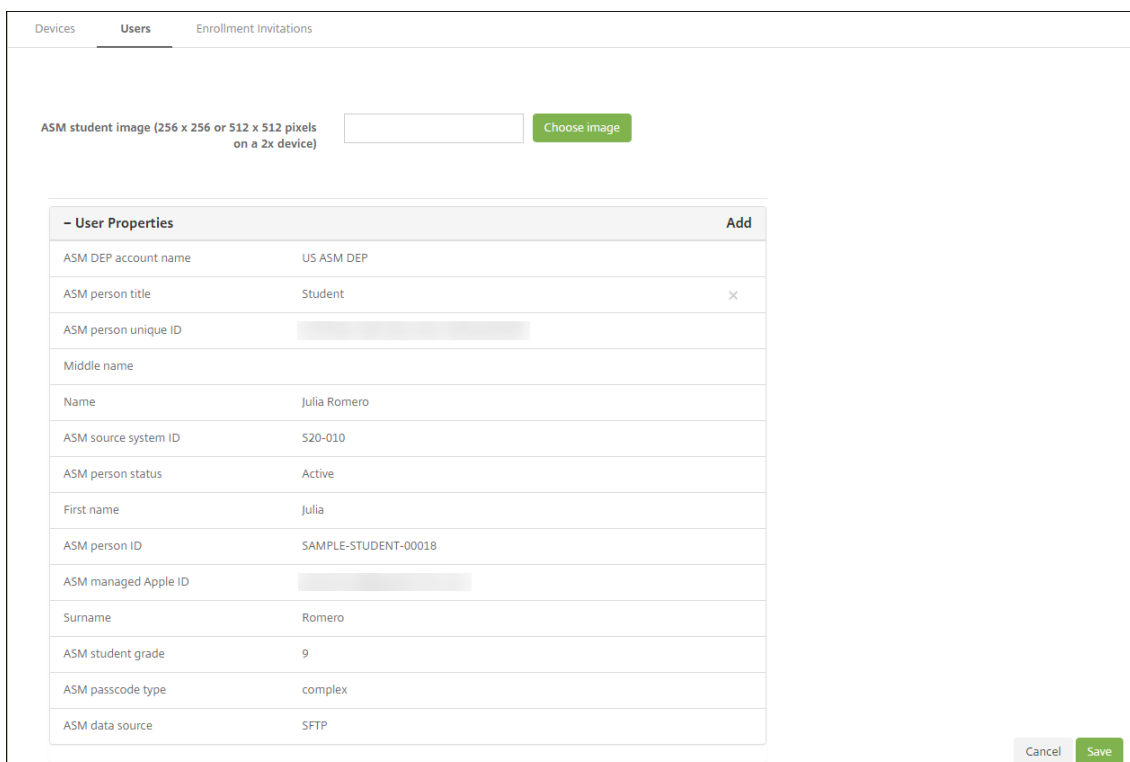 Devices Users Enrollment Invitations
ASM student image (256 x 256 or 512 x 512 pixels
on a 2x device)
Choose image
– User Properties Add
ASM DEP account name US ASM DEP
ASM person title Student ×
ASM person unique ID
Middle name
Name Julia Romero
ASM source system ID S20-010
ASM person status Active
First name Julia
ASM person ID SAMPLE-STUDENT-00018
ASM managed Apple ID
Surname Romero
ASM student grade 9
ASM passcode type complex
ASM data source SFTP
Cancel Save